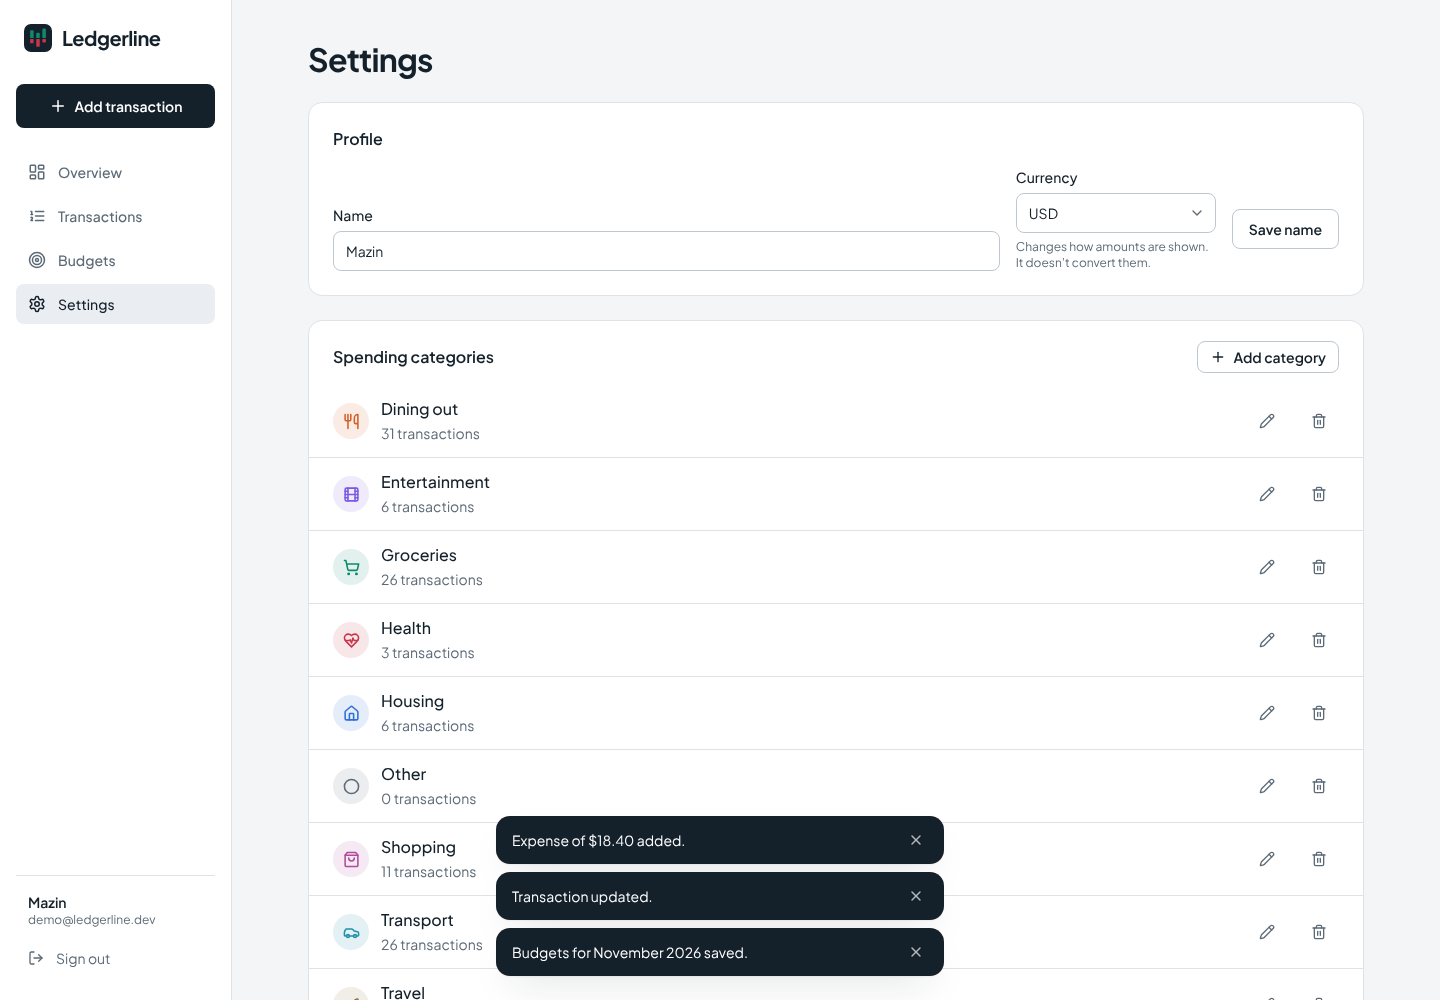 Ledgerline
Add transaction
Overview
Transactions
Budgets
Settings
Mazin
demo@ledgerline.dev
Sign out
Settings
Profile
Name
Mazin
Currency
USD
Changes how amounts are shown.
It doesn't convert them.
Save name
Spending categories
Add category
Dining out
31 transactions
Entertainment
6 transactions
Groceries
26 transactions
Health
3 transactions
Housing
6 transactions
Other
0 transactions
Shopping
11 transactions
Transport
26 transactions
Travel
Expense of $18.40 added.
Transaction updated.
Budgets for November 2026 saved.